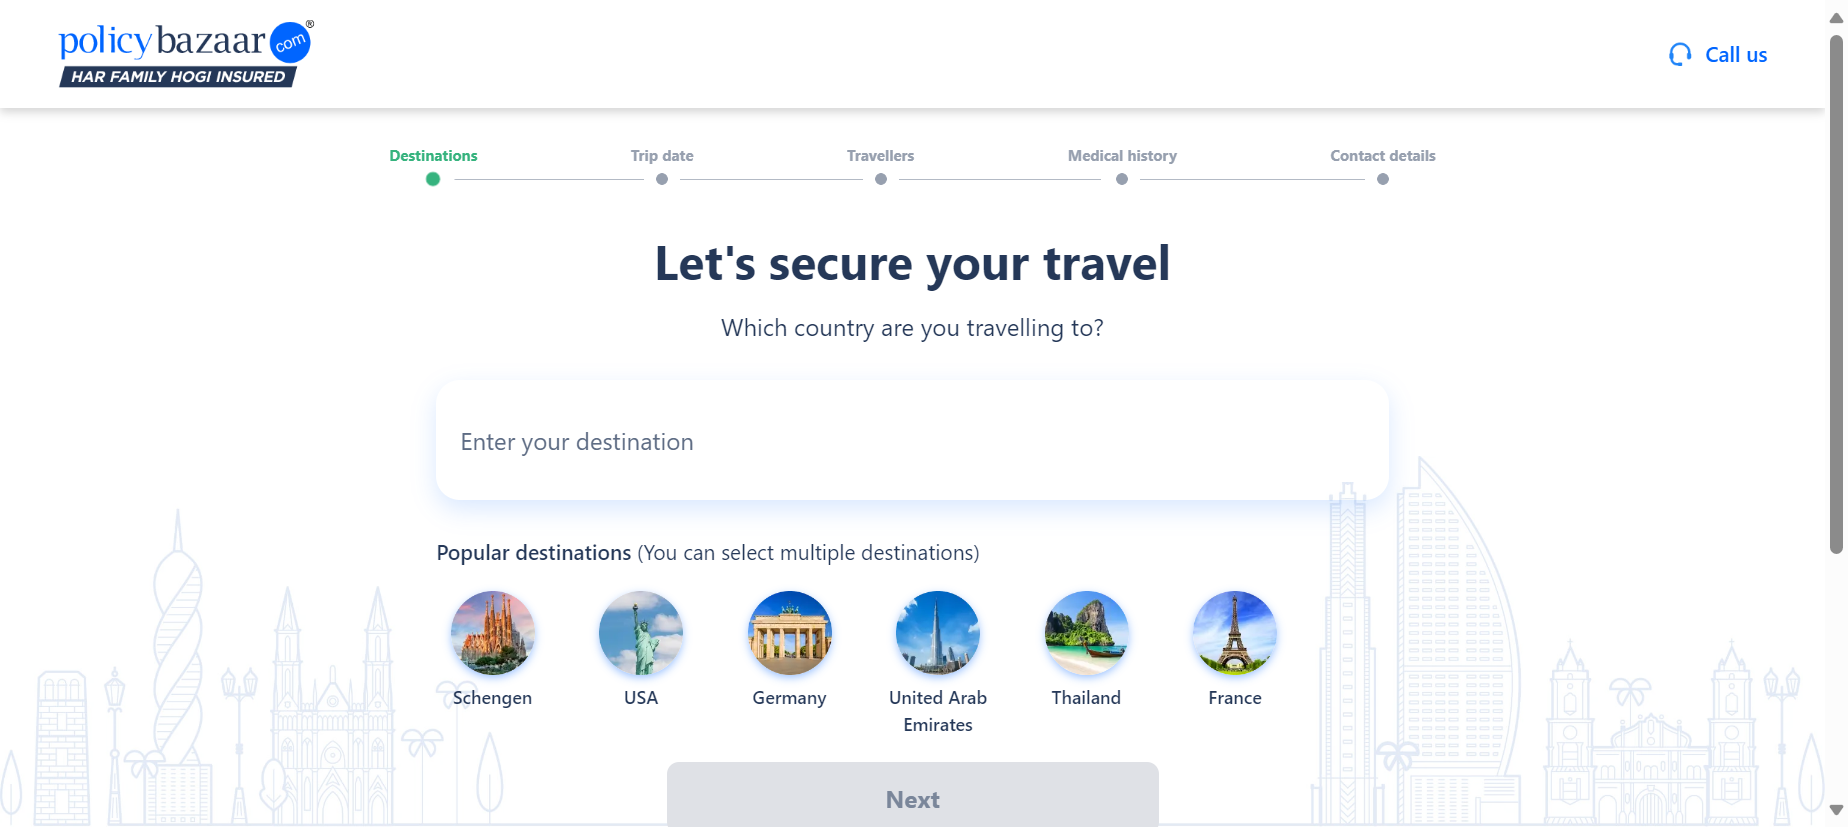 policybazaar com ®
HAR FAMILY HOGI INSURED
Call us
Destinations
Trip date
Travellers
Medical history
Contact details
Let's secure your travel
Which country are you travelling to?
Enter your destination
Popular destinations (You can select multiple destinations)
Schengen
USA
Germany
United Arab
Emirates
Thailand
France
Next